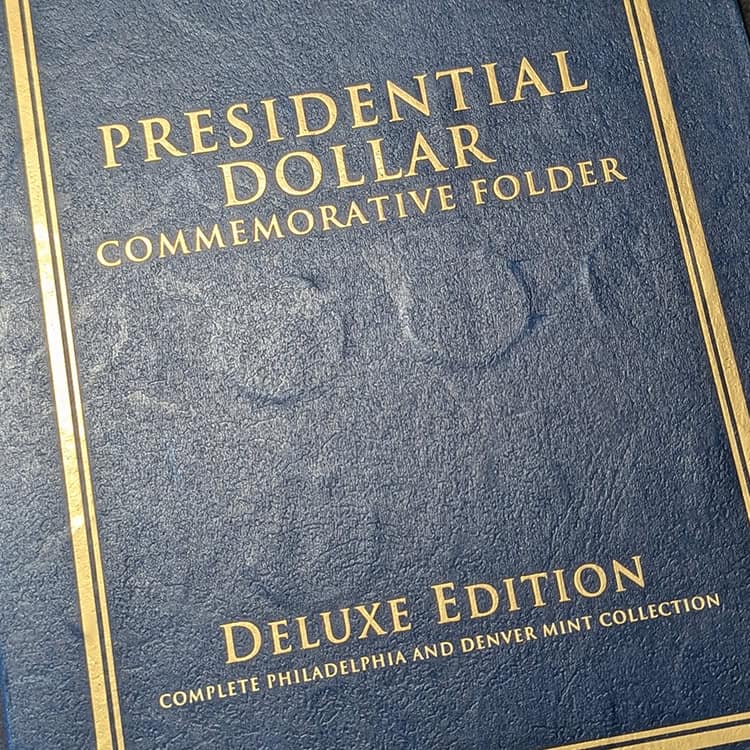 PRESIDENTIAL
DOLLAR
COMMEMORATIVE FOLDER
DELUXE EDITION
COMPLETE PHILADELPHIA AND DENVER MINT COLLECTION